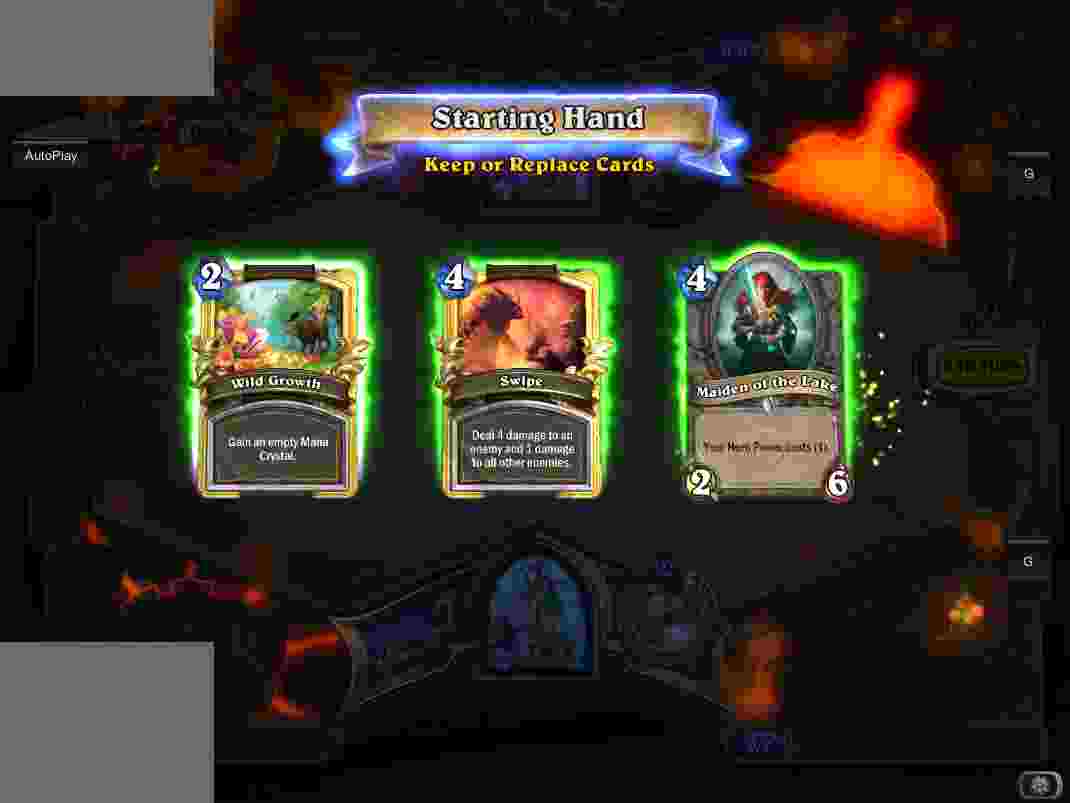 Starting Hand
Keep or Replace Cards
AutoPlay
G
2
4
4
Wild Growth
Swipe
Maiden of the Lake
Gain an empty Mana
Crystal.
Deal 4 damage to an
enemy and 1 damage
to all other enemies.
Your Hero Power costs (1).
2
6
G